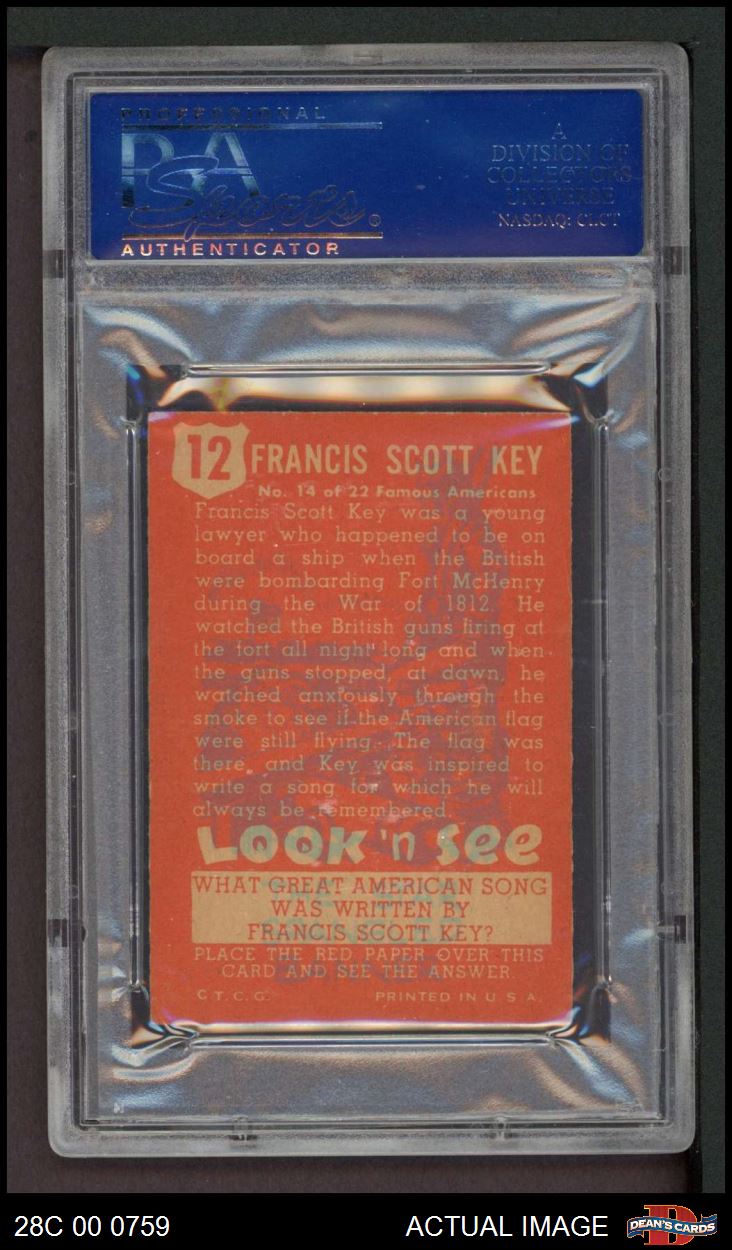 PROFESSIONAL
PSA
Sports®
AUTHENTICATOR
A
DIVISION OF
COLLECTORS
UNIVERSE
NASDAQ: CLCT
12 FRANCIS SCOTT KEY
No. 14 of 22 Famous Americans
Francis Scott Key was a young
lawyer who happened to be on
board a ship when the British
were bombarding Fort McHenry
during the War of 1812. He
watched the British guns firing at
the fort all night long and when
the guns stopped, at dawn, he
watched anxiously through the
smoke to see if the American flag
were still flying. The flag was
there, and Key was inspired to
write a song for which he will
always be remembered.
LOOK 'n See
WHAT GREAT AMERICAN SONG
WAS WRITTEN BY
FRANCIS SCOTT KEY?
PLACE THE RED PAPER OVER THIS
CARD AND SEE THE ANSWER.
© T. C. G. PRINTED IN U. S. A.
28C 00 0759 ACTUAL IMAGE DEAN'S CARDS